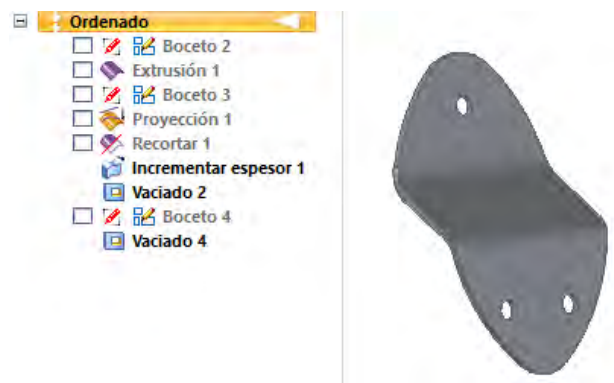 Ordenado
Boceto 2
Extrusión 1
Boceto 3
Proyección 1
Recortar 1
Incrementar espesor 1
Vaciado 2
Boceto 4
Vaciado 4